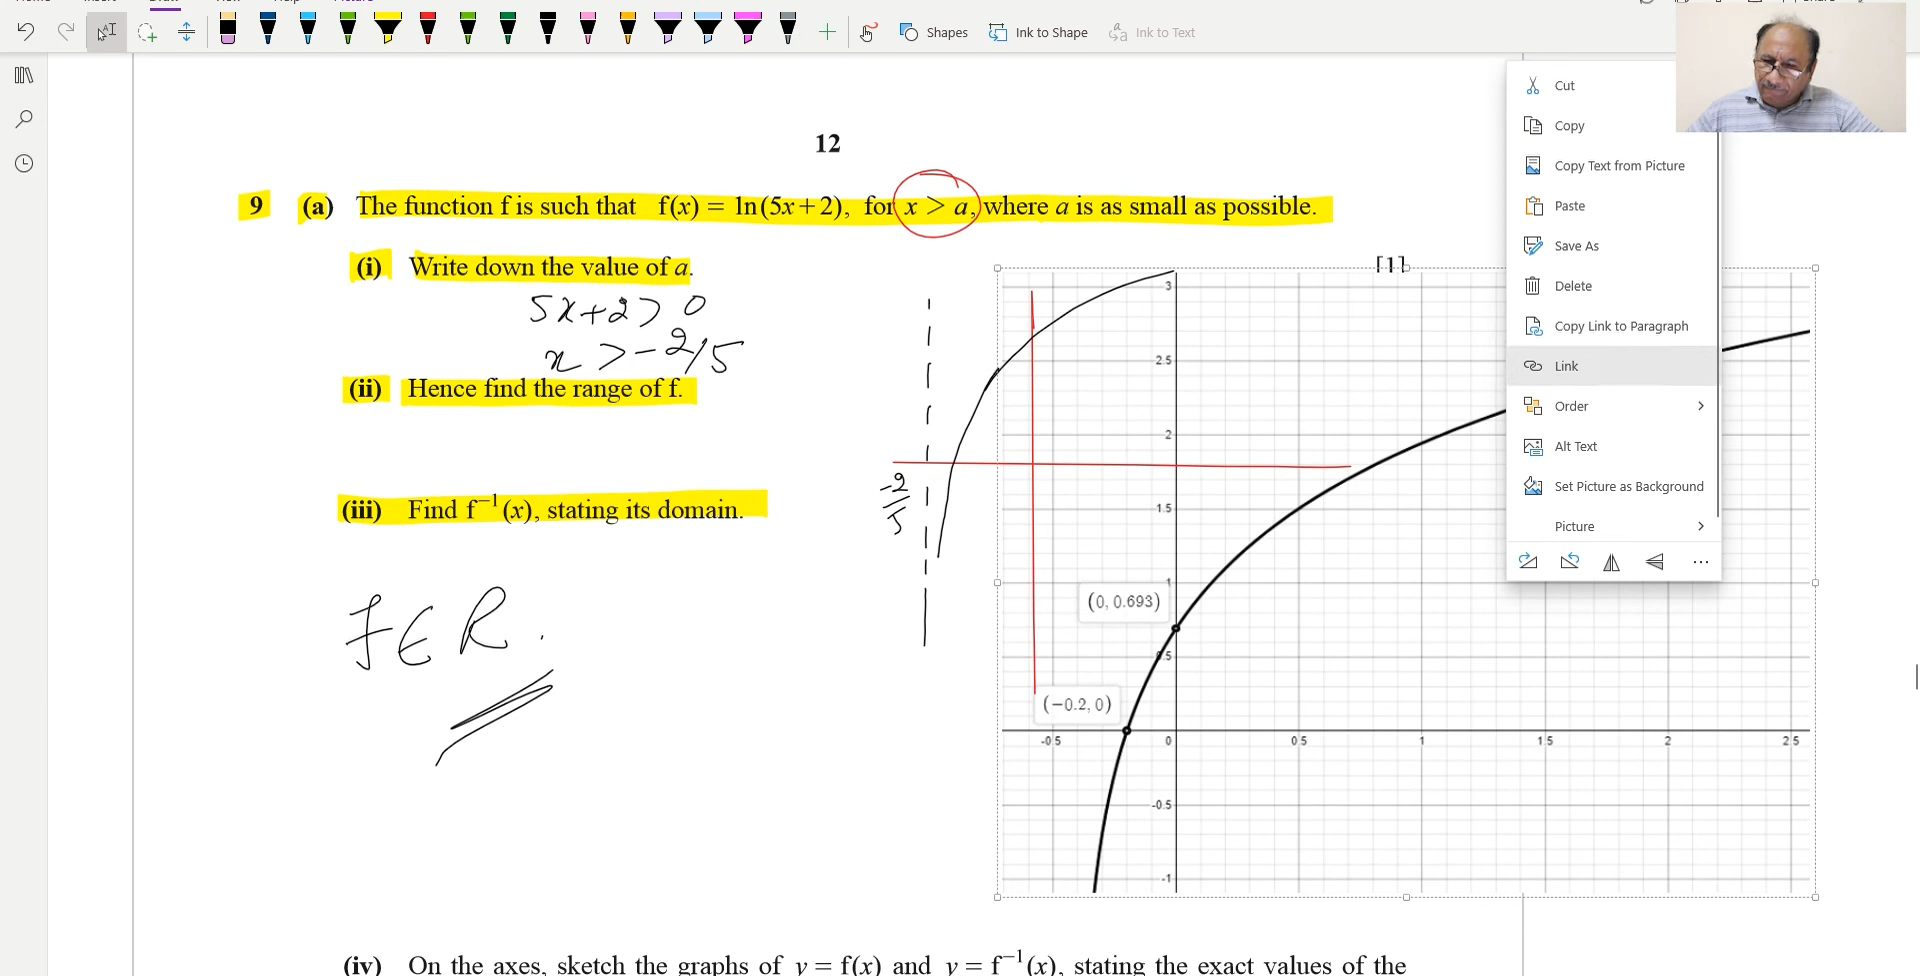 Shapes Ink to Shape Ink to Text
12
9 (a) The function f is such that f(x) = ln(5x+2), for x > a, where a is as small as possible.
(i) Write down the value of a.
[1]
5x+2 > 0
x > -2/5
(ii) Hence find the range of f.
(iii) Find f⁻¹(x), stating its domain.
f ∈ R.
-2/5
3
2.5
2
1.5
1
(0, 0.693)
0.5
(−0.2, 0)
-0.5 0 0.5 1 1.5 2 2.5
-0.5
-1
Cut
Copy
Copy Text from Picture
Paste
Save As
Delete
Copy Link to Paragraph
Link
Order
Alt Text
Set Picture as Background
Picture
(iv) On the axes, sketch the graphs of y = f(x) and y = f⁻¹(x), stating the exact values of the